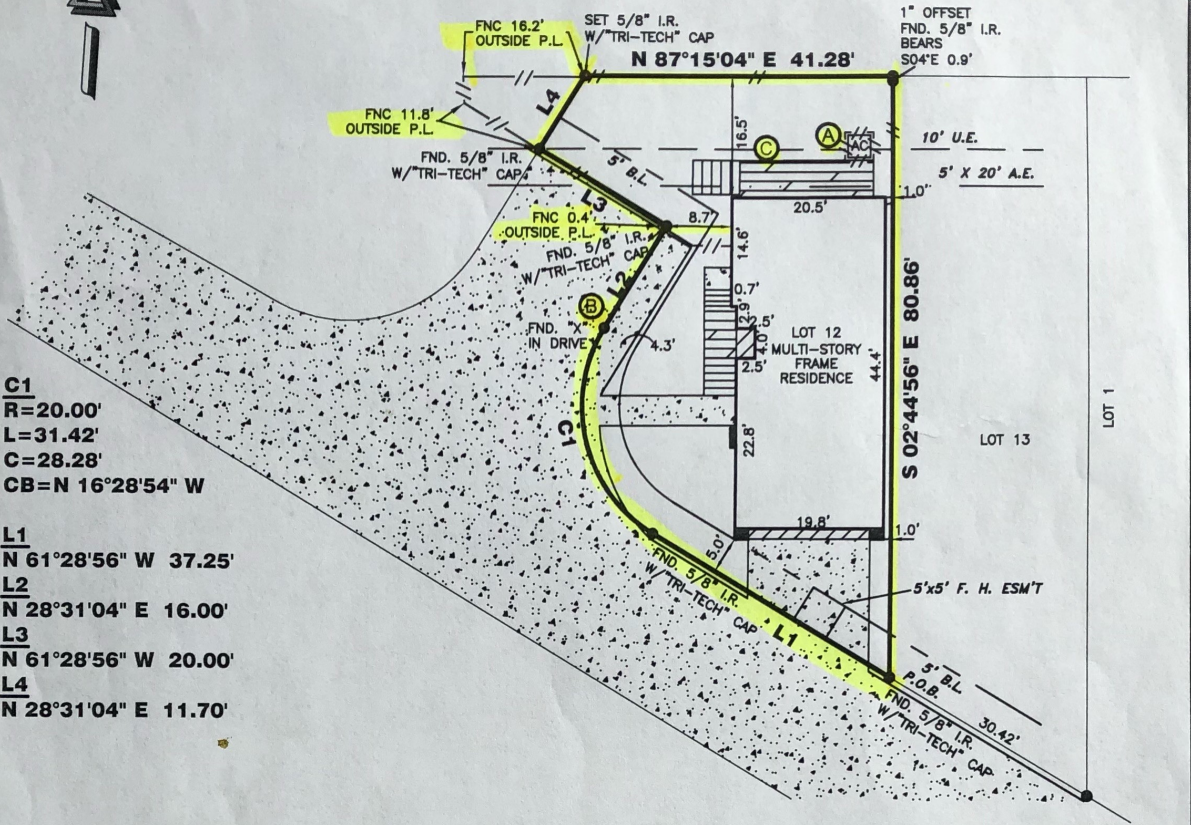 FNC 16.2'
OUTSIDE P.L.
SET 5/8" I.R.
W/"TRI-TECH" CAP
N 87°15'04" E 41.28'
1" OFFSET
FND. 5/8" I.R.
BEARS
S04°E 0.9'
FNC 11.8'
OUTSIDE P.L.
L4
16.5'
C
A
AC
10' U.E.
5' X 20' A.E.
FND. 5/8" I.R.
W/"TRI-TECH" CAP
5' B.L.
L3
1.0'
20.5'
FNC 0.4'
OUTSIDE P.L.
8.7'
14.6'
FND. 5/8" I.R.
W/"TRI-TECH" CAP
L2
B
FND. "X"
IN DRIVE
0.7'
2.5'
4.0'
2.5'
4.3'
LOT 12
MULTI-STORY
FRAME
RESIDENCE
44.4'
S 02°44'56" E 80.86'
LOT 13
LOT 1
C1
22.8'
19.8'
1.0'
5.0'
FND. 5/8" I.R.
W/"TRI-TECH" CAP
L1
5'x5' F. H. ESM'T
5' B.L.
P.O.B.
FND. 5/8" I.R.
W/"TRI-TECH" CAP
30.42'
C1
R=20.00'
L=31.42'
C=28.28'
CB=N 16°28'54" W
L1
N 61°28'56" W 37.25'
L2
N 28°31'04" E 16.00'
L3
N 61°28'56" W 20.00'
L4
N 28°31'04" E 11.70'